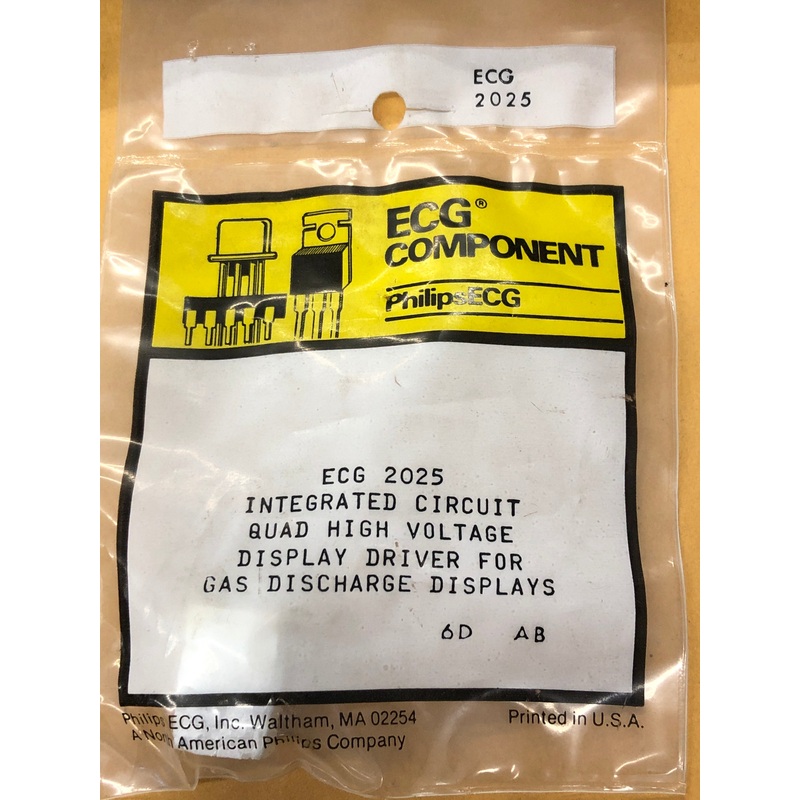 ECG
2025
ECG®
COMPONENT
PhilipsECG
ECG 2025
INTEGRATED CIRCUIT
QUAD HIGH VOLTAGE
DISPLAY DRIVER FOR
GAS DISCHARGE DISPLAYS
6D AB
Philips ECG, Inc. Waltham, MA 02254
A North American Philips Company
Printed in U.S.A.